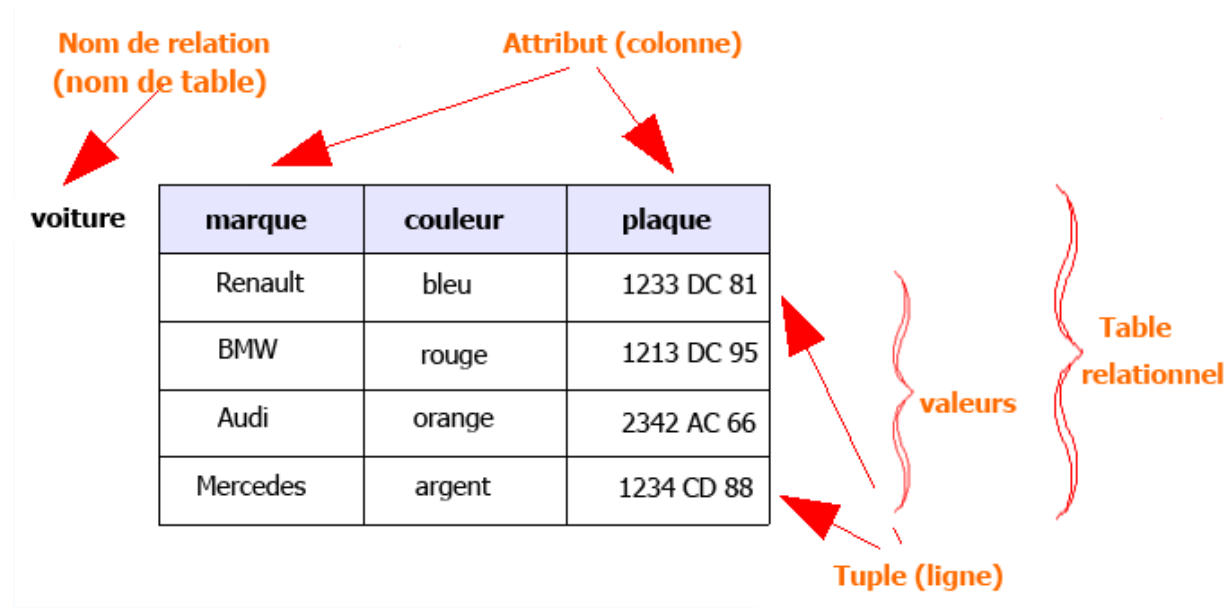 Nom de relation
(nom de table)
Attribut (colonne)
voiture
marque couleur plaque
Renault bleu 1233 DC 81
BMW rouge 1213 DC 95
Audi orange 2342 AC 66
Mercedes argent 1234 CD 88
valeurs
Table
relationnel
Tuple (ligne)